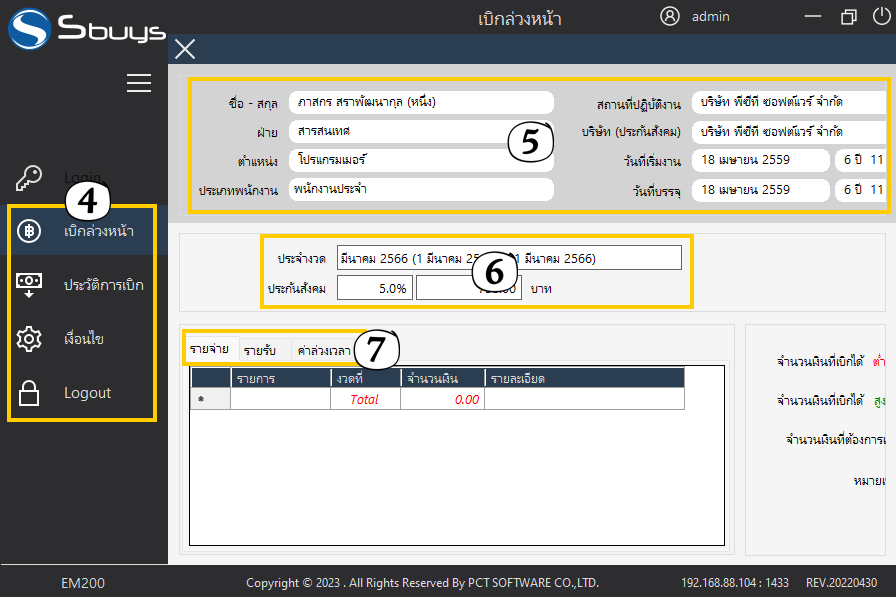 Sbuys
เบิกล่วงหน้า
admin
Login
4
เบิกล่วงหน้า
ประวัติการเบิก
เงื่อนไข
Logout
ชื่อ - สกุล ภาสกร สราพัฒนากุล (หนึ่ง)
ฝ่าย สารสนเทศ
ตำแหน่ง โปรแกรมเมอร์
ประเภทพนักงาน พนักงานประจำ
5
สถานที่ปฏิบัติงาน บริษัท พีซีที ซอฟต์แวร์ จำกัด
บริษัท (ประกันสังคม) บริษัท พีซีที ซอฟต์แวร์ จำกัด
วันที่เริ่มงาน 18 เมษายน 2559 6 ปี 11
วันที่บรรจุ 18 เมษายน 2559 6 ปี 11
ประจำงวด มีนาคม 2566 (1 มีนาคม 1 มีนาคม 2566)
6
ประกันสังคม 5.0% บาท
รายจ่าย รายรับ ค่าล่วงเวลา
7
รายการ งวดที่ จำนวนเงิน รายละเอียด
* Total 0.00
จำนวนเงินที่เบิกได้ ต่ำ
จำนวนเงินที่เบิกได้ สูง
จำนวนเงินที่ต้องการ
หมาย
EM200
Copyright © 2023 . All Rights Reserved By PCT SOFTWARE CO.,LTD.
192.168.88.104 : 1433 REV.20220430